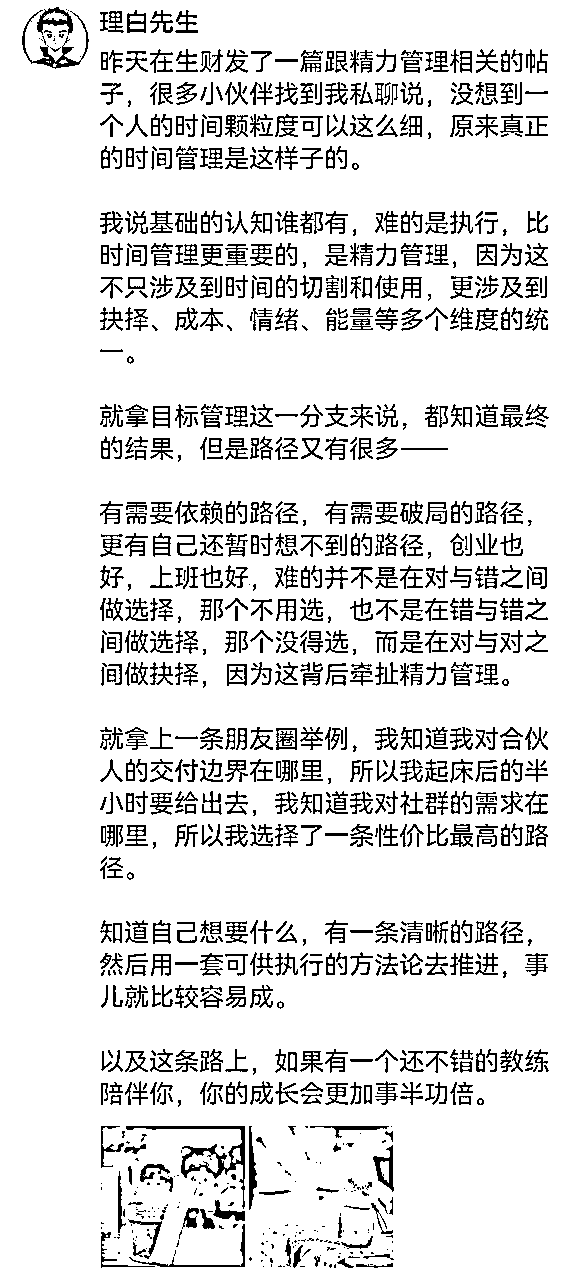 理白先生
昨天在生财发了一篇跟精力管理相关的帖
子，很多小伙伴找到我私聊说，没想到一
个人的时间颗粒度可以这么细，原来真正
的时间管理是这样子的。
我说基础的认知谁都有，难的是执行，比
时间管理更重要的，是精力管理，因为这
不只涉及到时间的切割和使用，更涉及到
抉择、成本、情绪、能量等多个维度的统
一。
就拿目标管理这一分支来说，都知道最终
的结果，但是路径又有很多——
有需要依赖的路径，有需要破局的路径，
更有自己还暂时想不到的路径，创业也
好，上班也好，难的并不是在对与错之间
做选择，那个不用选，也不是在错与错之
间做选择，那个没得选，而是在对与对之
间做抉择，因为这背后牵扯精力管理。
就拿上一条朋友圈举例，我知道我对合伙
人的交付边界在哪里，所以我起床后的半
小时要给出去，我知道我对社群的需求在
哪里，所以我选择了一条性价比最高的路
径。
知道自己想要什么，有一条清晰的路径，
然后用一套可供执行的方法论去推进，事
儿就比较容易成。
以及这条路上，如果有一个还不错的教练
陪伴你，你的成长会更加事半功倍。